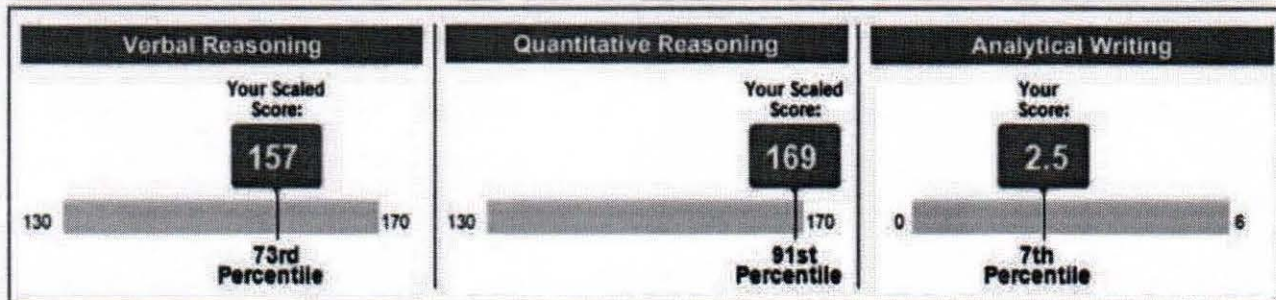 Verbal Reasoning
Your Scaled
Score:
157
130
170
73rd
Percentile
Quantitative Reasoning
Your Scaled
Score:
169
130
170
91st
Percentile
Analytical Writing
Your
Score:
2.5
0
6
7th
Percentile